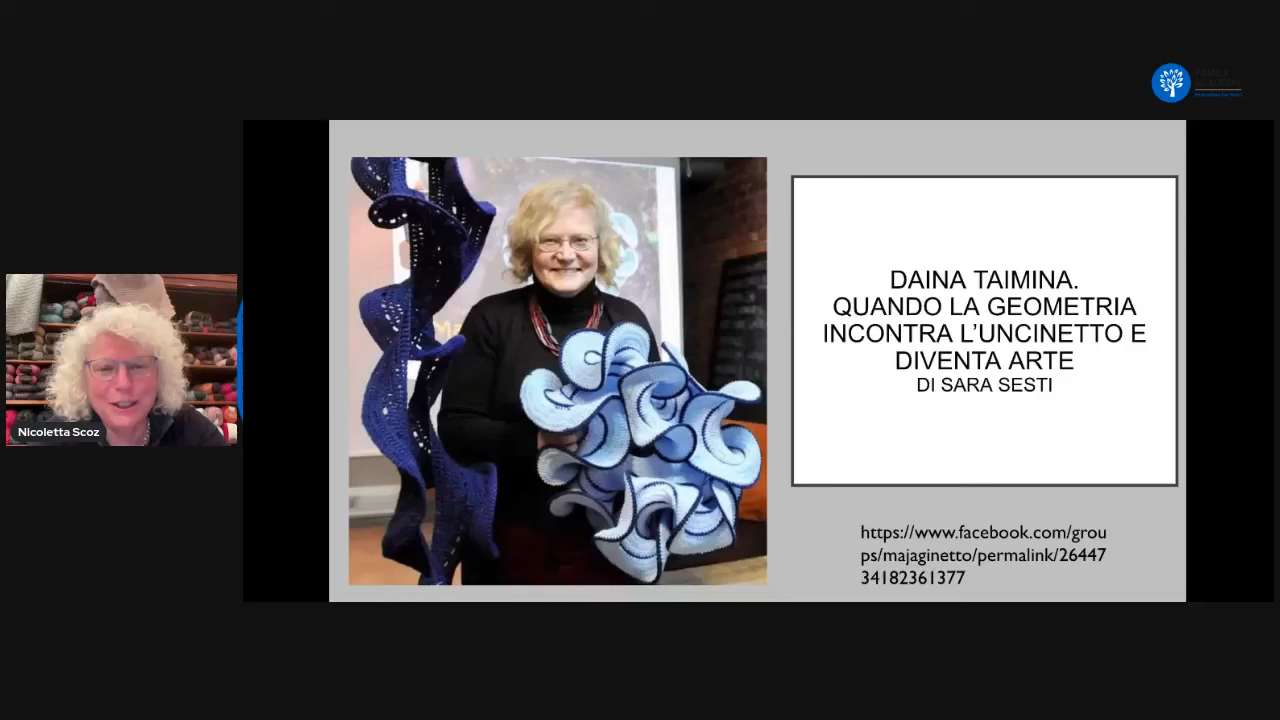 Nicoletta Scoz
DAINA TAIMINA.
QUANDO LA GEOMETRIA
INCONTRA L'UNCINETTO E
DIVENTA ARTE
DI SARA SESTI
https://www.facebook.com/grou
ps/majaginetto/permalink/26447
34182361377